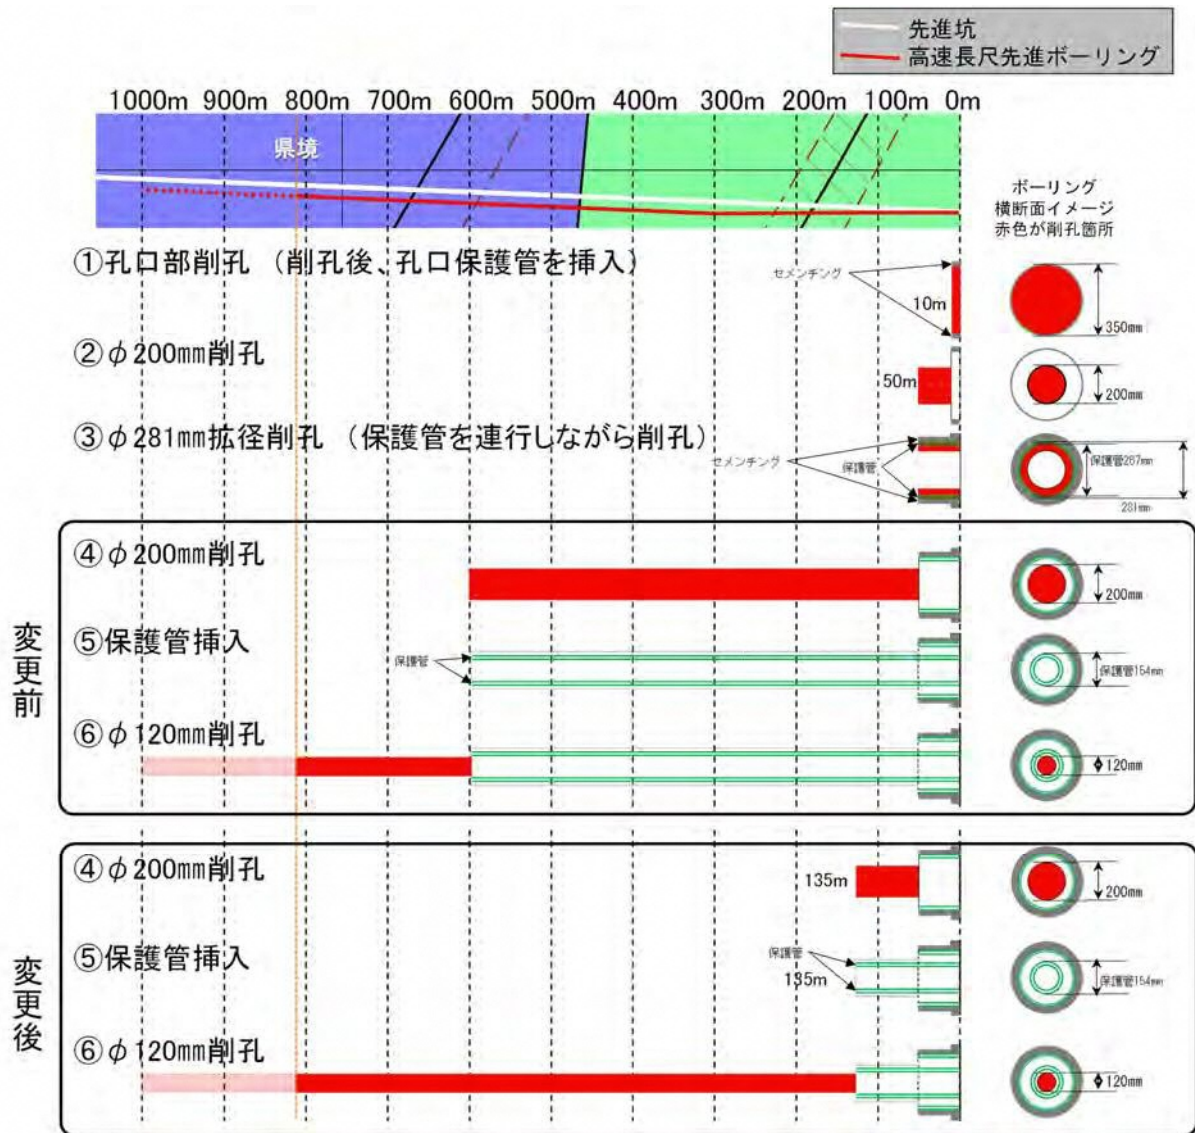 先進坑
高速長尺先進ボーリング
1000m 900m 800m 700m 600m 500m 400m 300m 200m 100m 0m
県境
ボーリング
横断面イメージ
赤色が削孔箇所
①孔口部削孔 (削孔後、孔口保護管を挿入)
セメンチング
10m
350mm
②φ200㎜削孔
50m
200mm
③φ281㎜拡径削孔 (保護管を連行しながら削孔)
セメンチング
保護管
保護管267mm
281mm
変更前
④φ200㎜削孔
200mm
⑤保護管挿入
保護管
保護管154mm
⑥φ120㎜削孔
120mm
変更後
④φ200㎜削孔
135m
200mm
⑤保護管挿入
保護管
135m
保護管154mm
⑥φ120㎜削孔
120mm